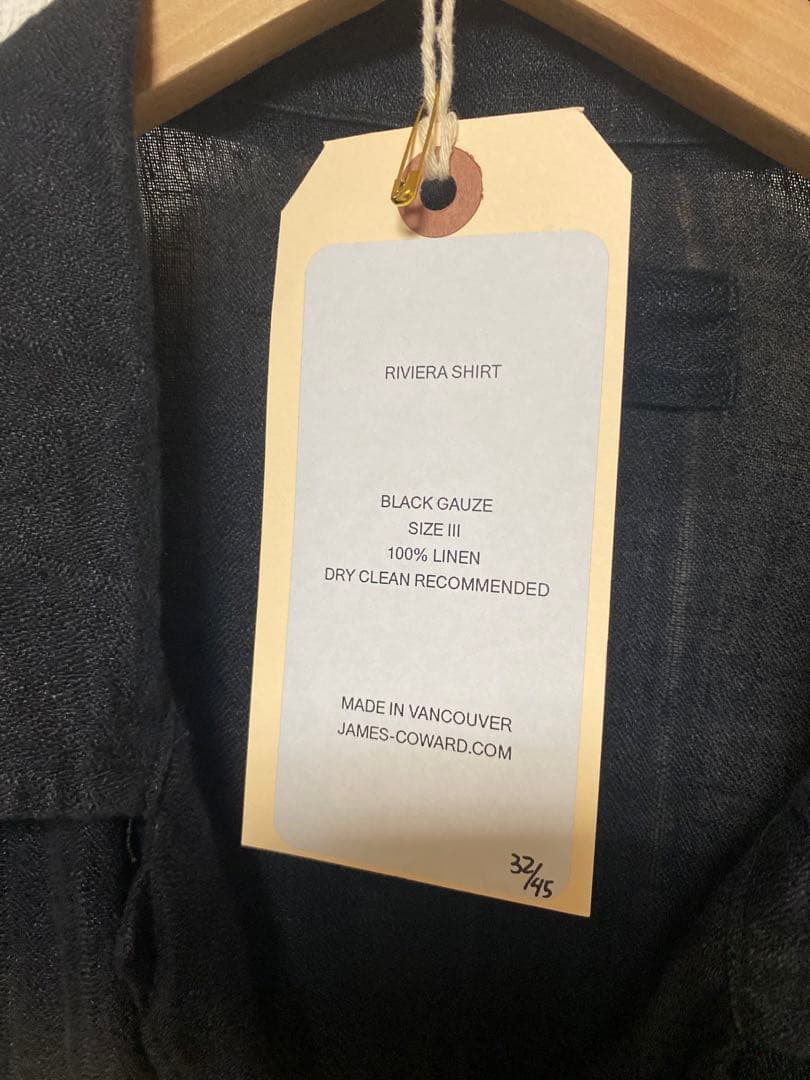 RIVIERA SHIRT
BLACK GAUZE
SIZE III
100% LINEN
DRY CLEAN RECOMMENDED
MADE IN VANCOUVER
JAMES-COWARD.COM
32/45